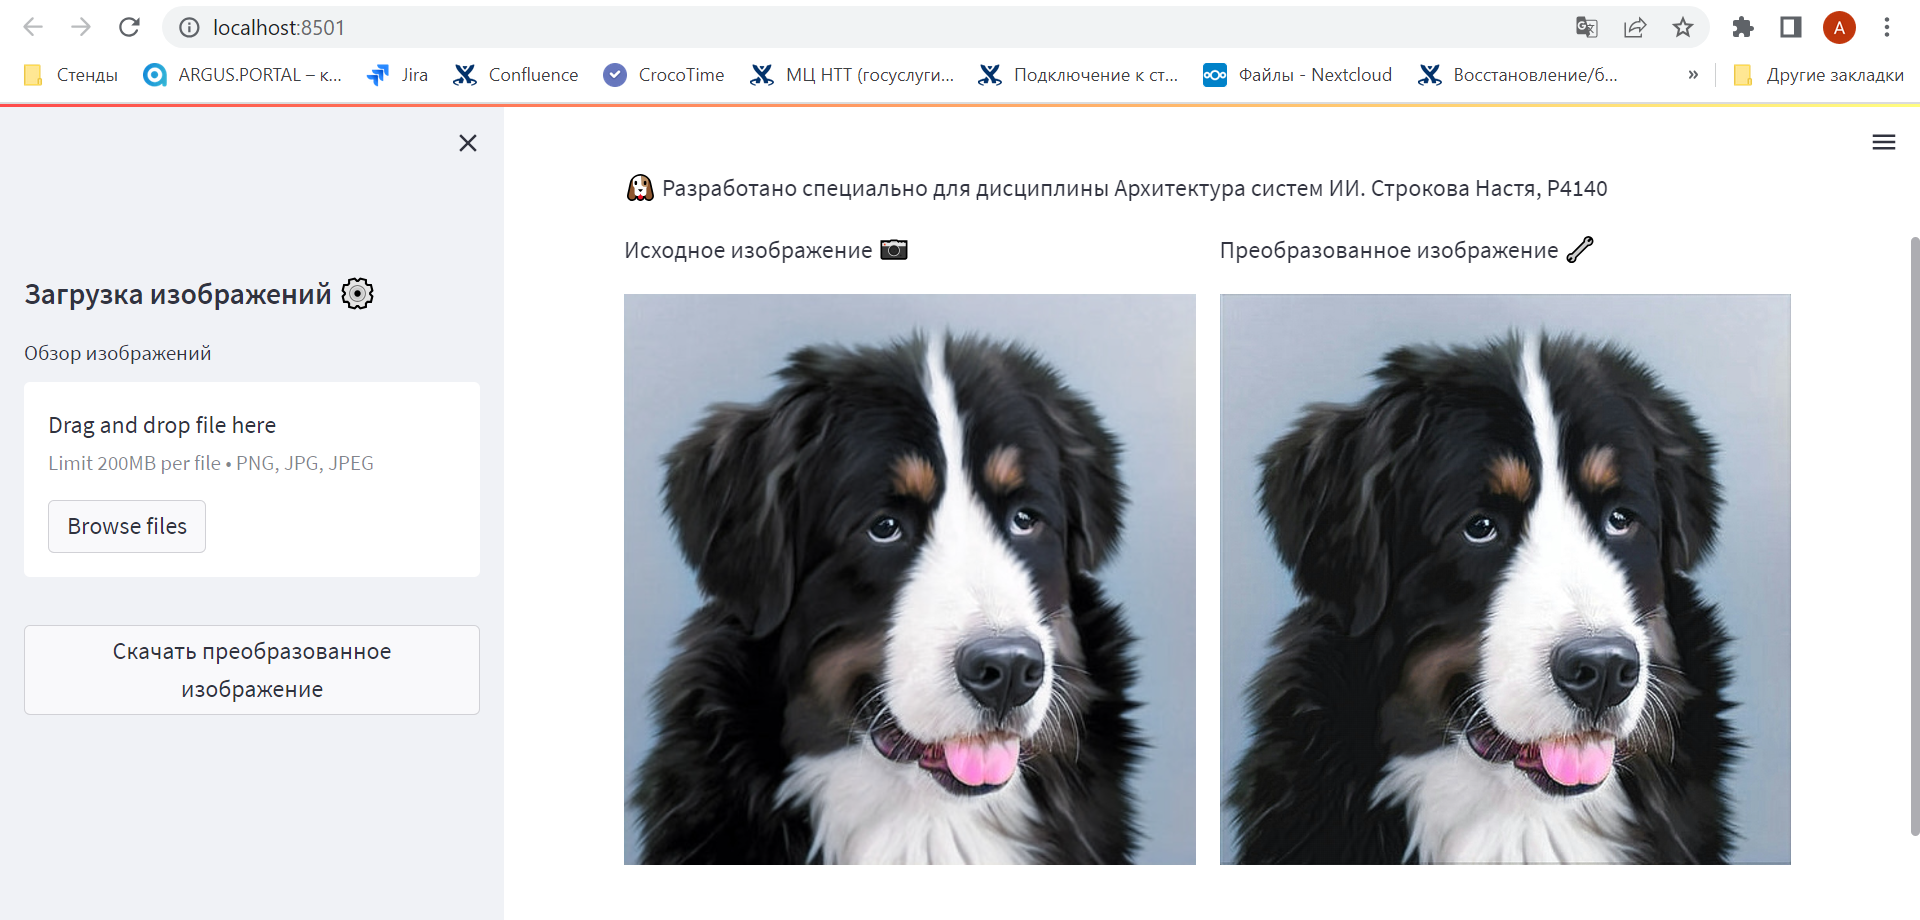 localhost:8501
A
Стенды
ARGUS.PORTAL – к...
Jira
Confluence
CrocoTime
МЦ НТТ (госуслуги...
Подключение к ст...
Файлы - Nextcloud
Восстановление/б...
»
Другие закладки
Загрузка изображений
Обзор изображений
Drag and drop file here
Limit 200MB per file • PNG, JPG, JPEG
Browse files
Скачать преобразованное
изображение
Разработано специально для дисциплины Архитектура систем ИИ. Строкова Настя, P4140
Исходное изображение
Преобразованное изображение